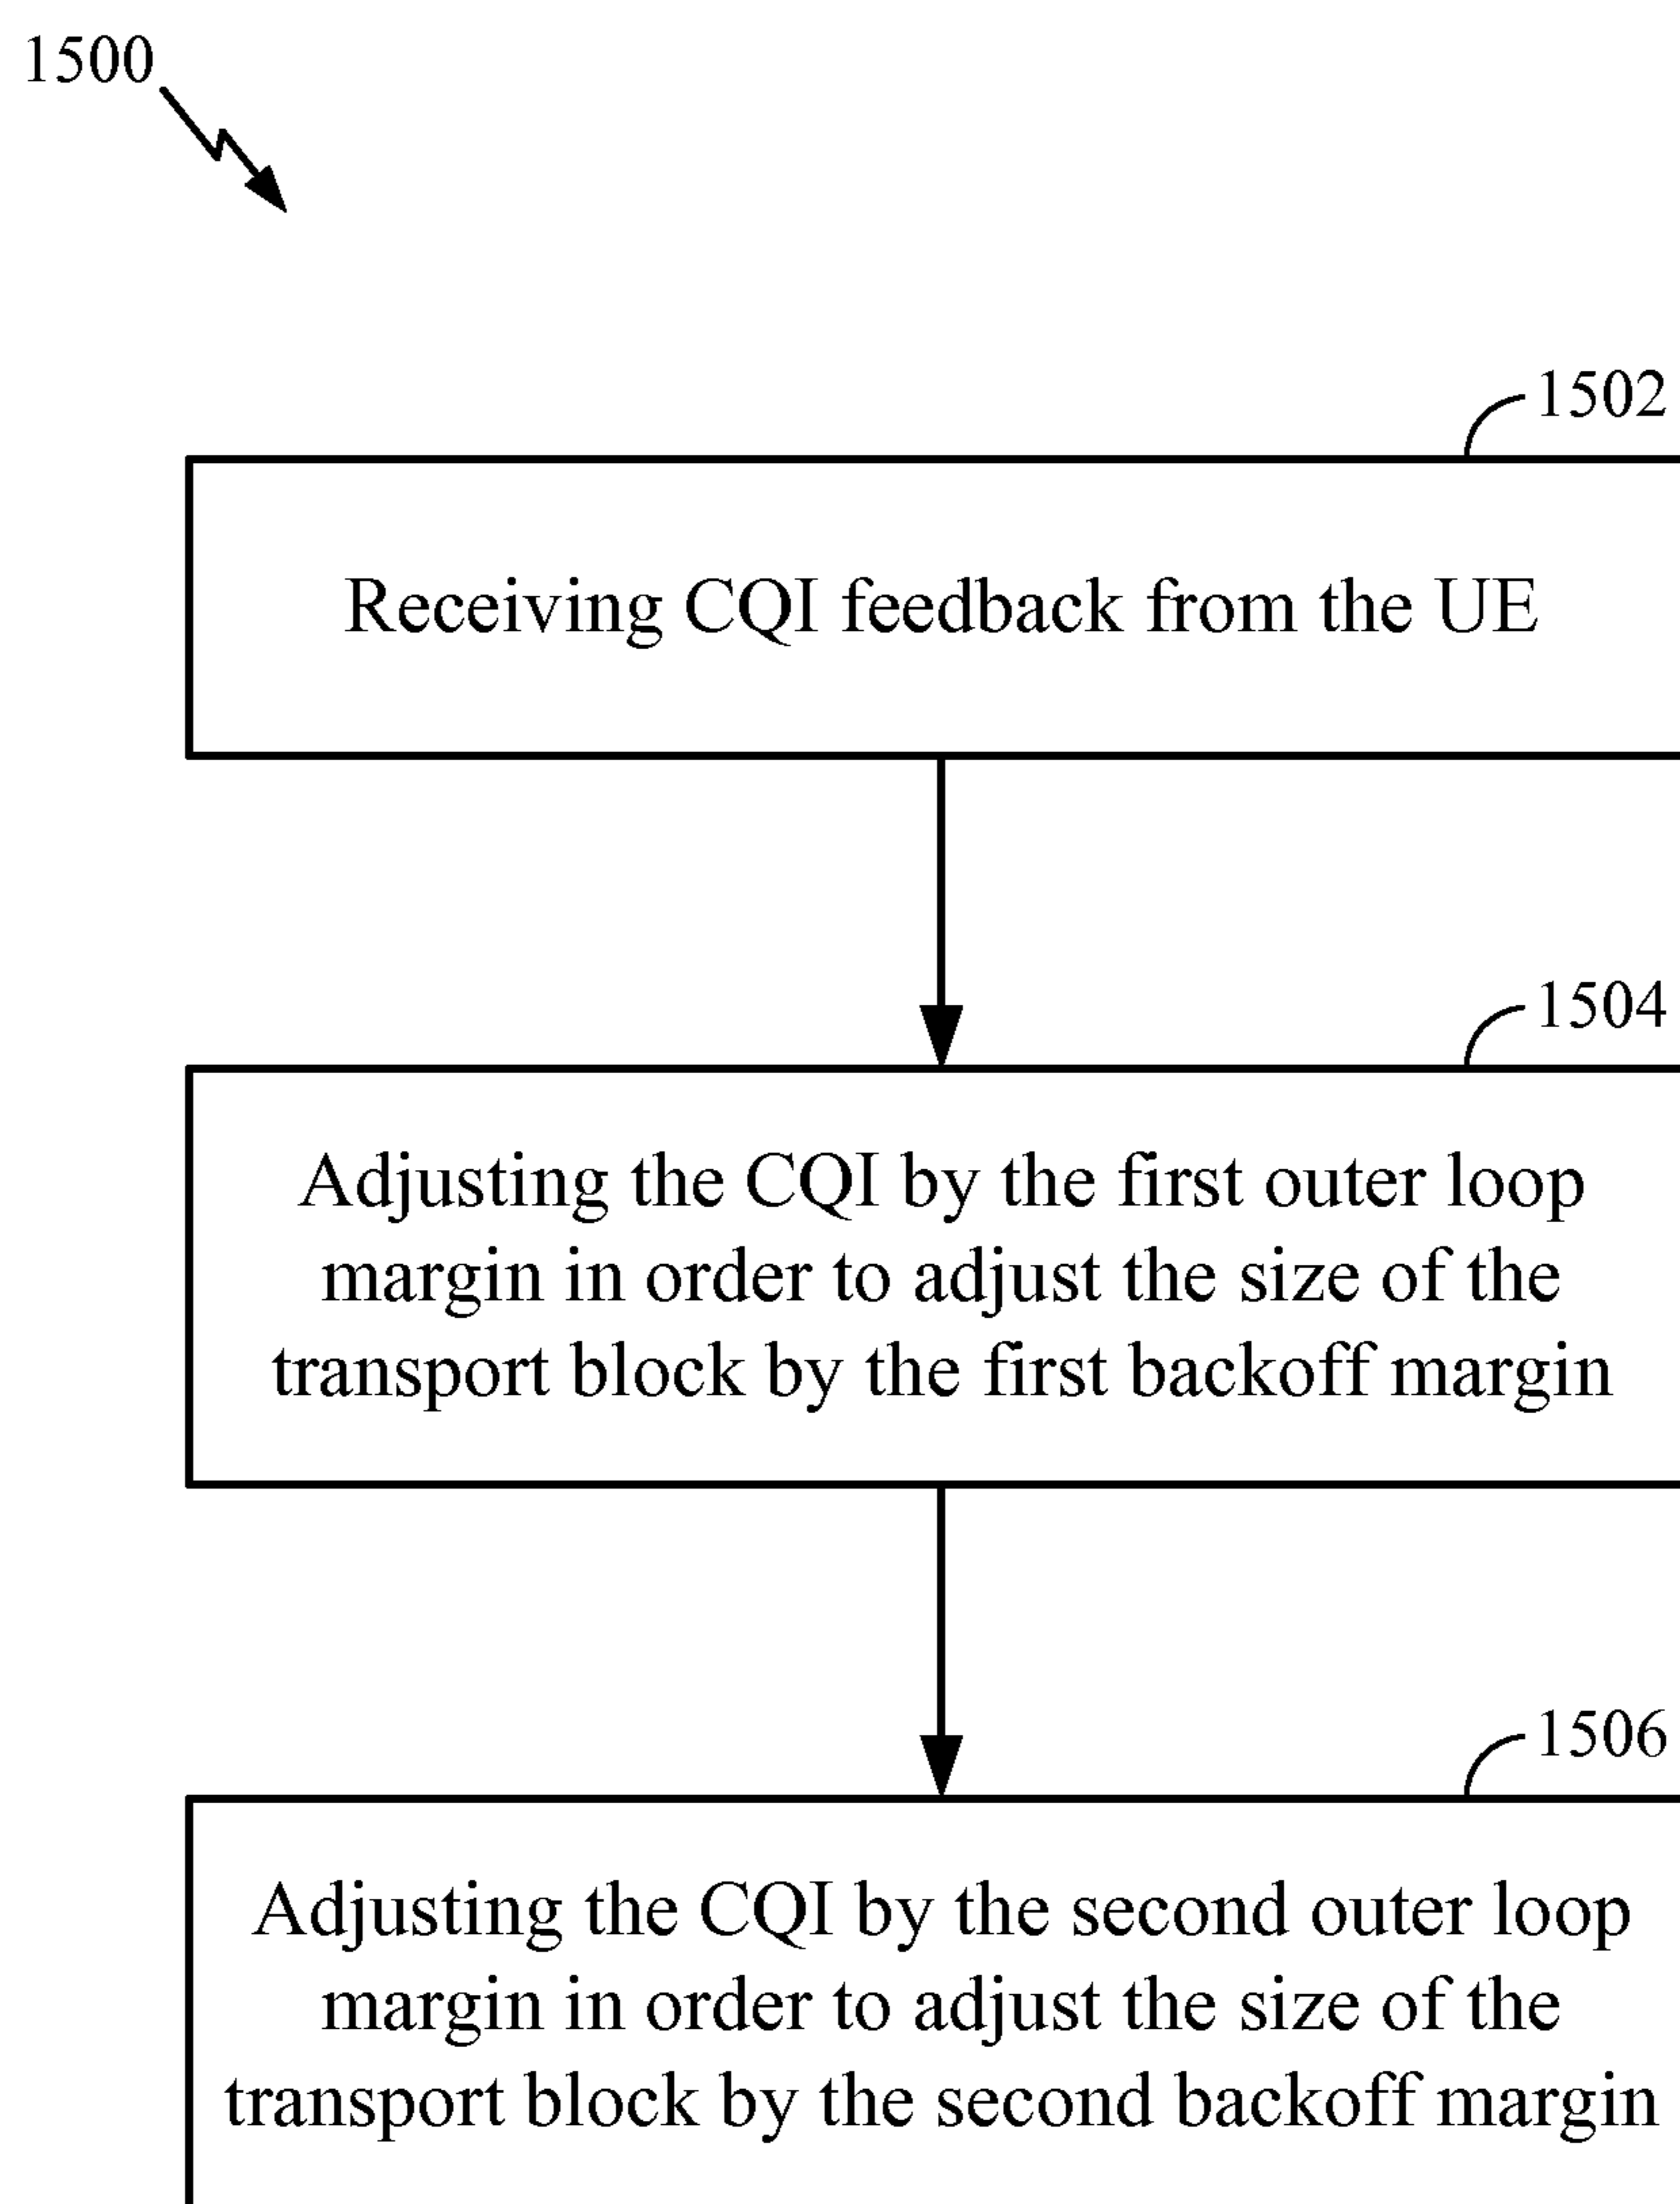 1500
1502
Receiving CQI feedback from the UE
1504
Adjusting the CQI by the first outer loop
margin in order to adjust the size of the
transport block by the first backoff margin
1506
Adjusting the CQI by the second outer loop
margin in order to adjust the size of the
transport block by the second backoff margin